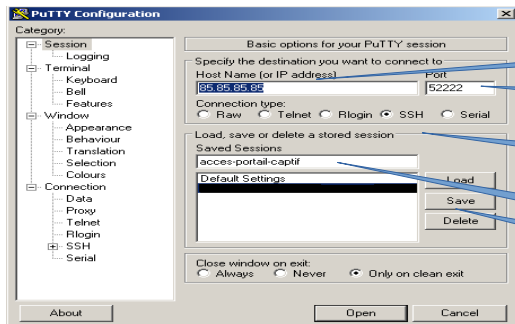 PuTTY Configuration
Category:
Session
Logging
Terminal
Keyboard
Bell
Features
Window
Appearance
Behaviour
Translation
Selection
Colours
Connection
Data
Proxy
Telnet
Rlogin
SSH
Serial
Basic options for your PuTTY session
Specify the destination you want to connect to
Host Name (or IP address) Port
85.85.85.85 52222
Connection type:
Raw Telnet Rlogin SSH Serial
Load, save or delete a stored session
Saved Sessions
acces-portail-captif
Default Settings Load
Save
Delete
Close window on exit:
Always Never Only on clean exit
About Open Cancel